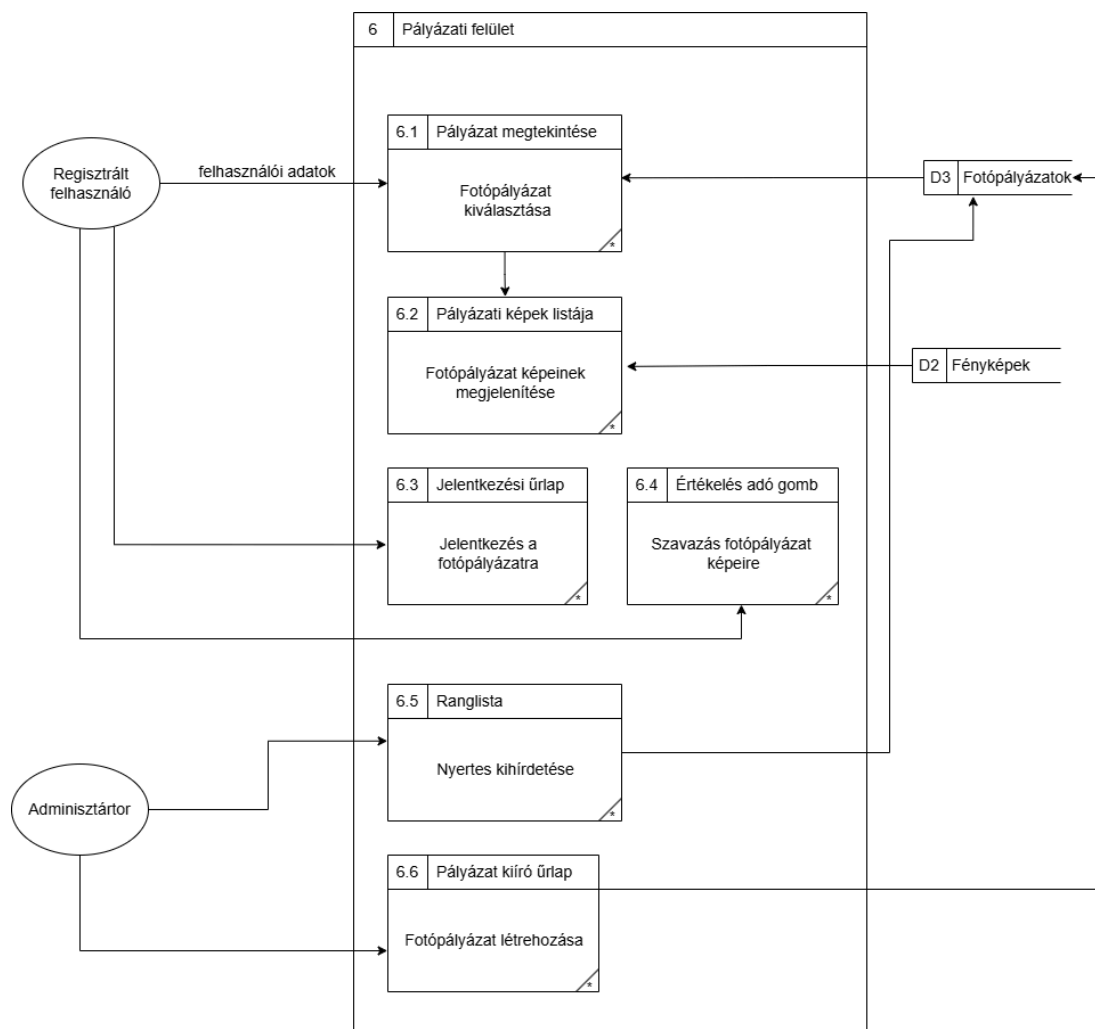 6 Pályázati felület
6.1 Pályázat megtekintése
Regisztrált
felhasználó
felhasználói adatok
Fotópályázat
kiválasztása
*
D3 Fotópályázatok
6.2 Pályázati képek listája
Fotópályázat képeinek
megjelenítése
*
D2 Fényképek
6.3 Jelentkezési űrlap
Jelentkezés a
fotópályázatra
*
6.4 Értékelés adó gomb
Szavazás fotópályázat
képeire
*
6.5 Ranglista
Nyertes kihírdetése
*
Adminisztártor
6.6 Pályázat kiíró űrlap
Fotópályázat létrehozása
*